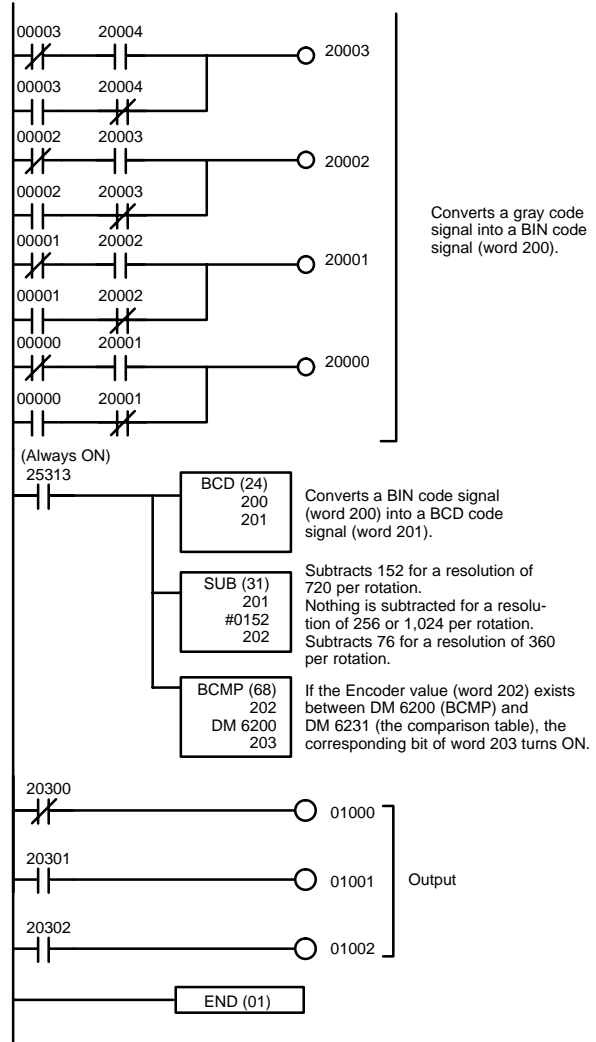 00003 20004
20003
00003 20004
00002 20003
20002
00002 20003
Converts a gray code
signal into a BIN code
signal (word 200).
00001 20002
20001
00001 20002
00000 20001
20000
00000 20001
(Always ON)
25313
BCD (24)
200
201
Converts a BIN code signal
(word 200) into a BCD code
signal (word 201).
SUB (31)
201
#0152
202
Subtracts 152 for a resolution of
720 per rotation.
Nothing is subtracted for a resolu-
tion of 256 or 1,024 per rotation.
Subtracts 76 for a resolution of 360
per rotation.
BCMP (68)
202
DM 6200
203
If the Encoder value (word 202) exists
between DM 6200 (BCMP) and
DM 6231 (the comparison table), the
corresponding bit of word 203 turns ON.
20300
01000
20301
01001
Output
20302
01002
END (01)